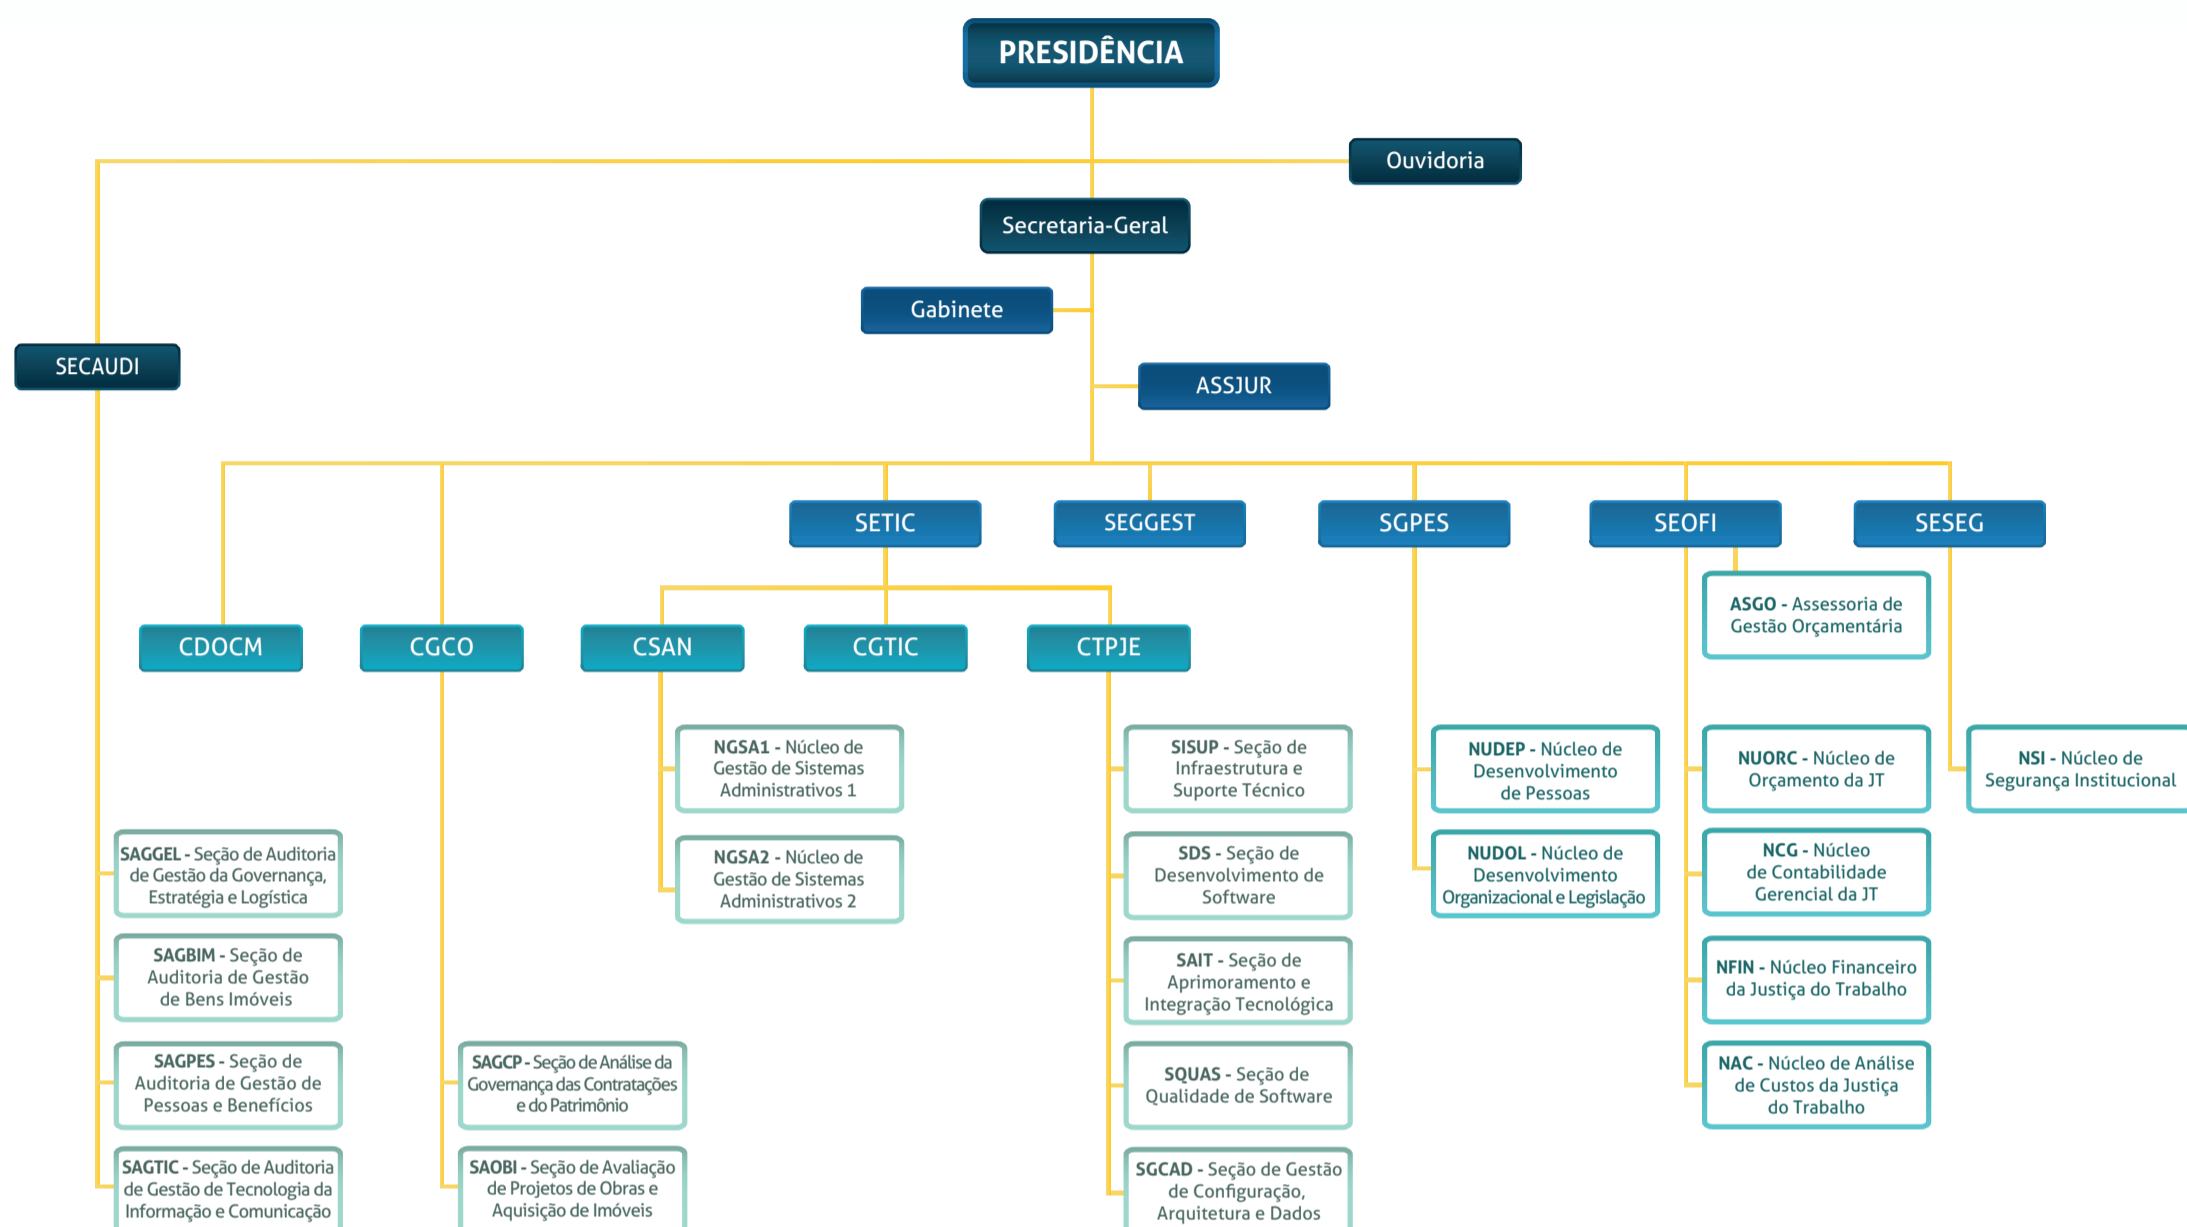 PRESIDÊNCIA
Ouvidoria
Secretaria-Geral
Gabinete
SECAUDI
ASSJUR
SETIC
SEGGEST
SGPES
SEOFI
SESEG
ASGO - Assessoria de
Gestão Orçamentária
CDOCM
CGCO
CSAN
CGTIC
CTPJE
NGSA1 - Núcleo de
Gestão de Sistemas
Administrativos 1
SISUP - Seção de
Infraestrutura e
Suporte Técnico
NUDEP - Núcleo de
Desenvolvimento
de Pessoas
NUORC - Núcleo de
Orçamento da JT
NSI - Núcleo de
Segurança Institucional
SAGGEL - Seção de Auditoria
de Gestão da Governança,
Estratégia e Logística
NGSA2 - Núcleo de
Gestão de Sistemas
Administrativos 2
SDS - Seção de
Desenvolvimento de
Software
NUDOL - Núcleo de
Desenvolvimento
Organizacional e Legislação
NCG - Núcleo
de Contabilidade
Gerencial da JT
SAGBIM - Seção de
Auditoria de Gestão
de Bens Imóveis
SAIT - Seção de
Aprimoramento e
Integração Tecnológica
NFIN - Núcleo Financeiro
da Justiça do Trabalho
SAGPES - Seção de
Auditoria de Gestão de
Pessoas e Benefícios
SAGCP - Seção de Análise da
Governança das Contratações
e do Patrimônio
SQUAS - Seção de
Qualidade de Software
NAC - Núcleo de Análise
de Custos da Justiça
do Trabalho
SAGTIC - Seção de Auditoria
de Gestão de Tecnologia da
Informação e Comunicação
SAOBI - Seção de Avaliação
de Projetos de Obras e
Aquisição de Imóveis
SGCAD - Seção de Gestão
de Configuração,
Arquitetura e Dados